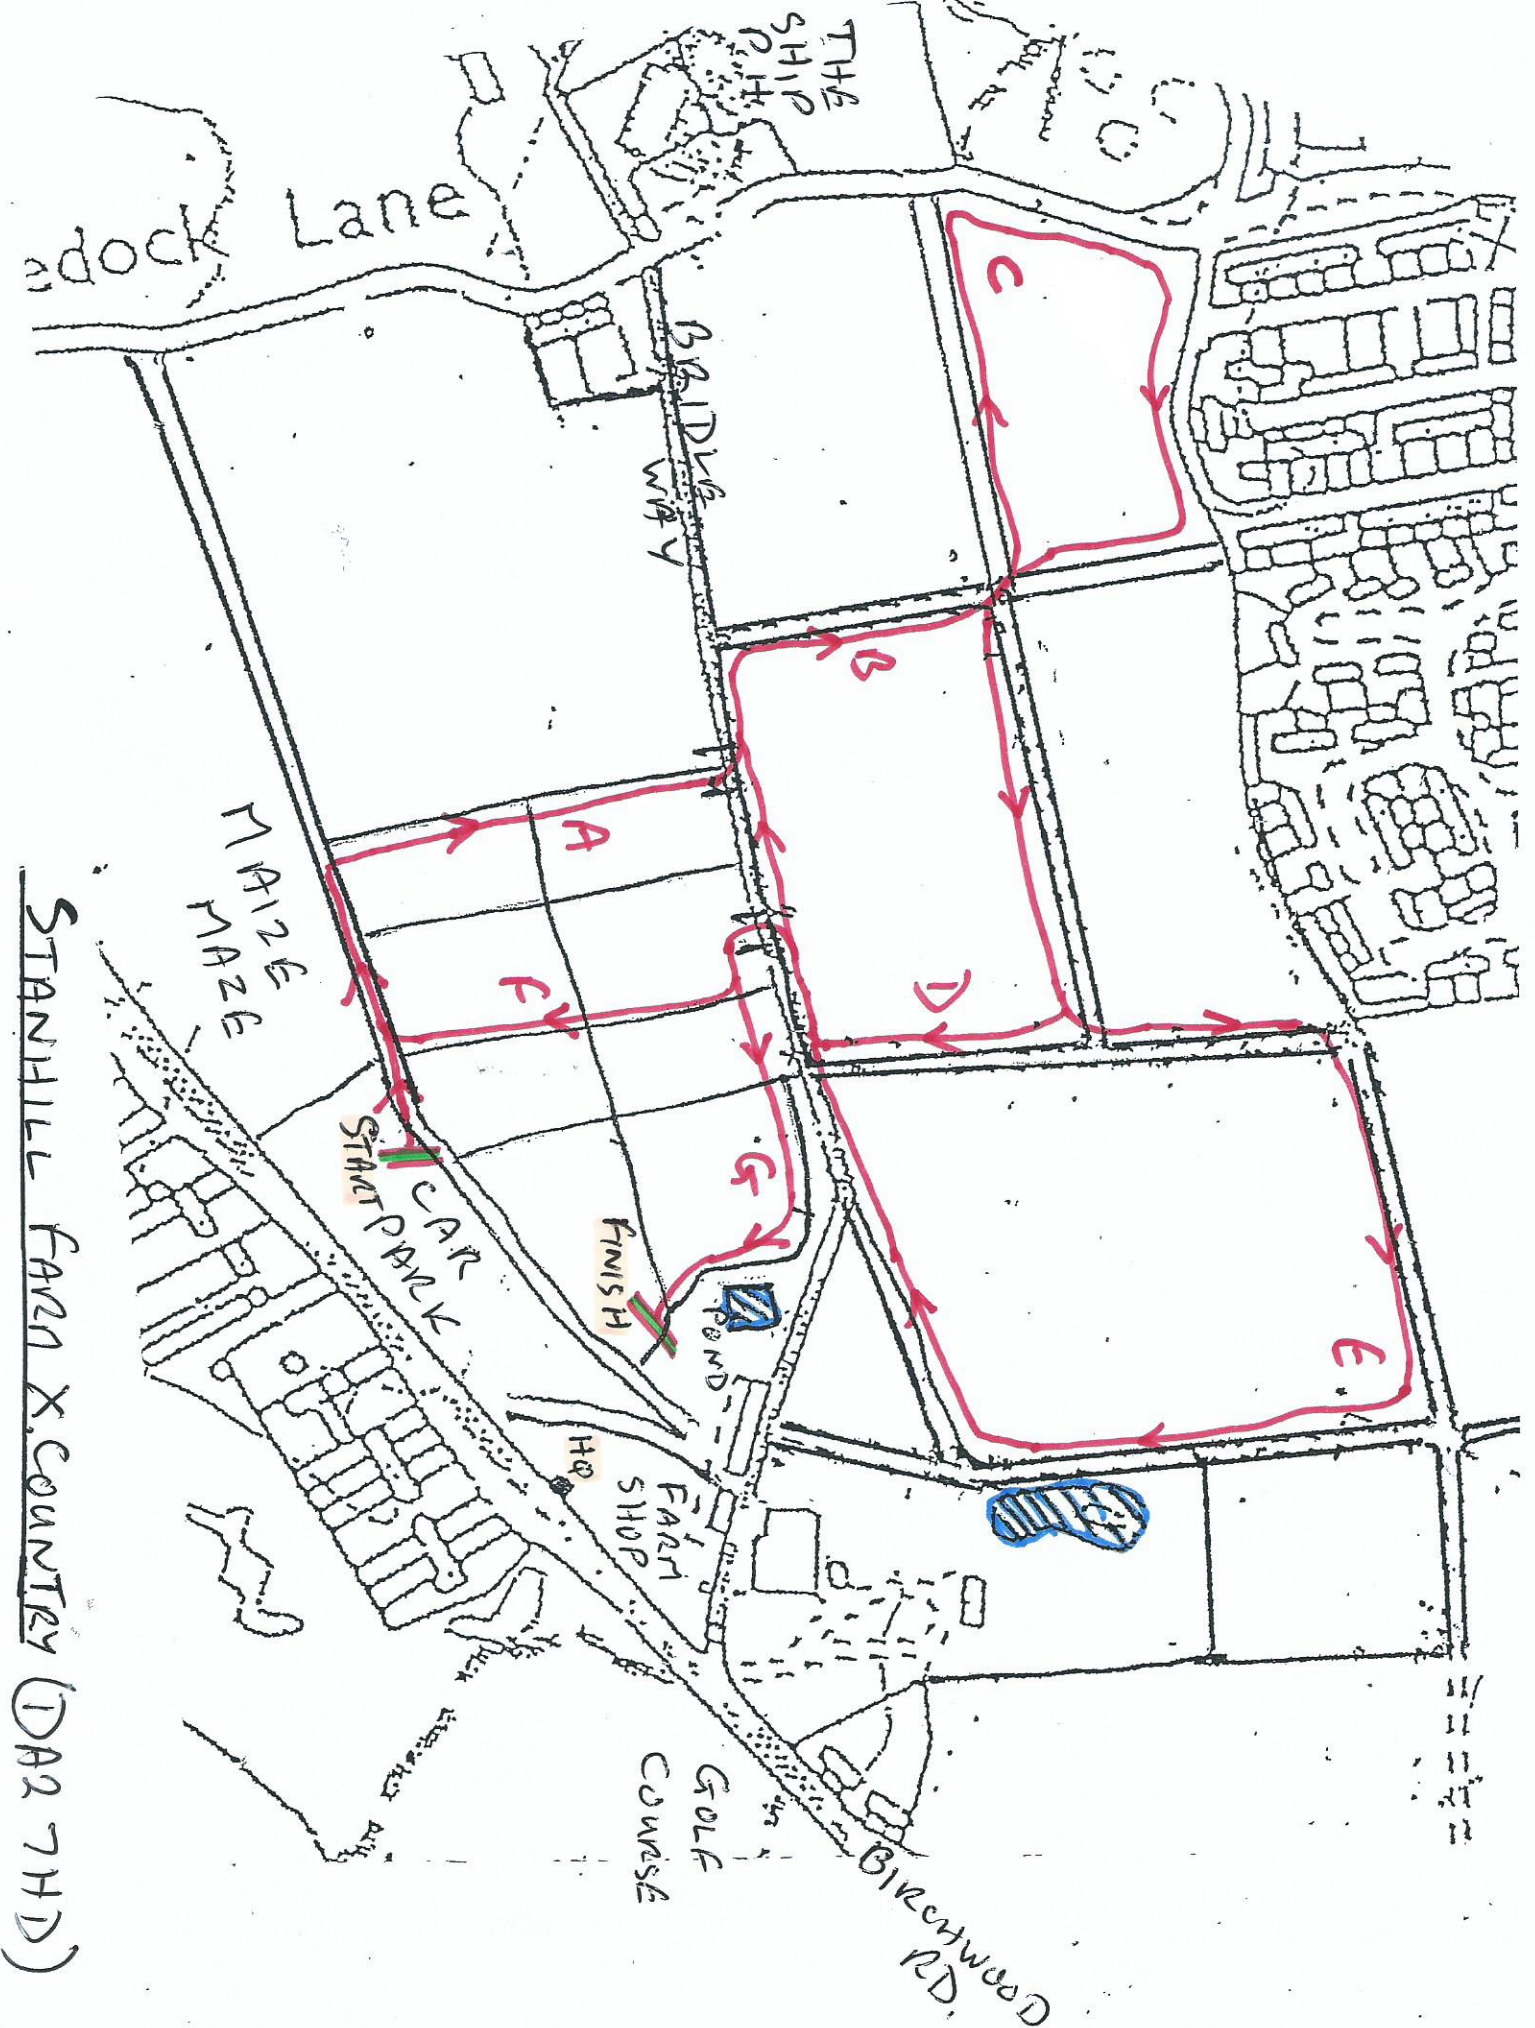 THE
SHIP
P.H
edock Lane
BRIDLE
WAY
C
B
D
E
A
F
G
MAIZE
MAZE
START
CAR
PARK
FINISH
POND
HQ
FARM
SHOP
GOLF
COURSE
BIRCHWOOD
RD.
STANHILL FARM X.COUNTRY (DA2 7HD)